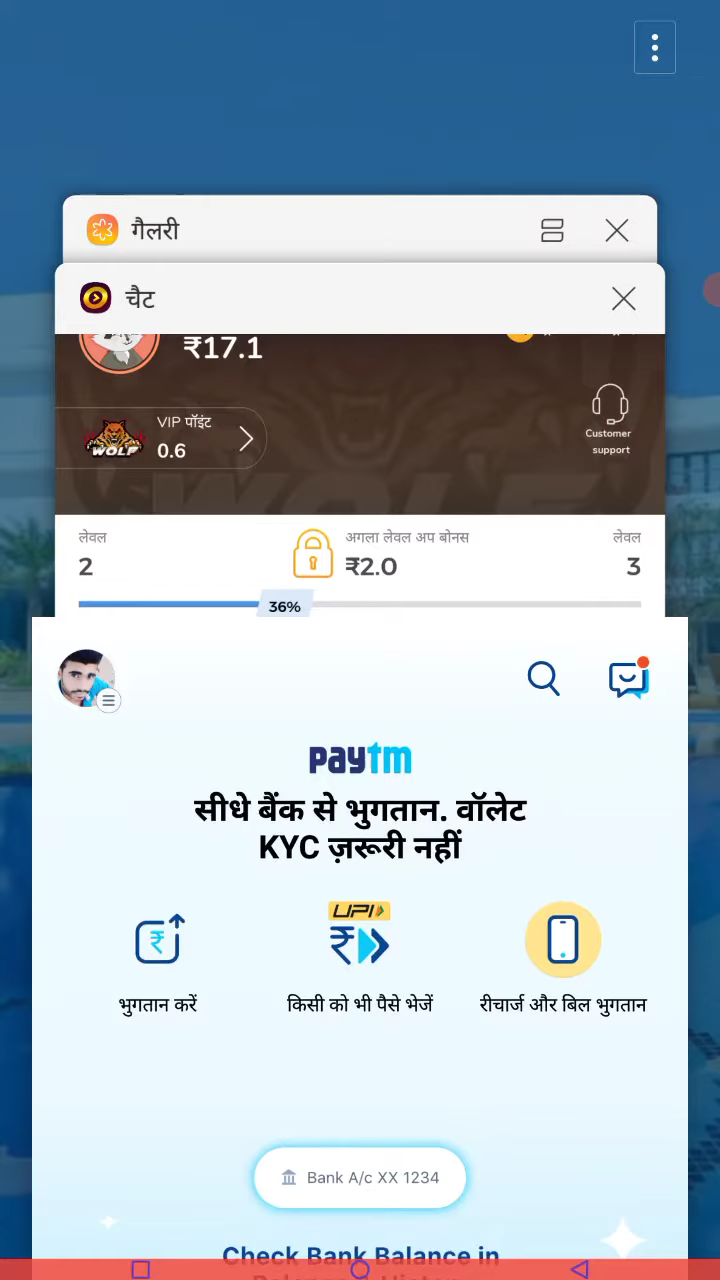 गैलरी
चैट
₹17.1
VIP पॉइंट
0.6
WOLF
Customer
support
लेवल
2
अगला लेवल अप बोनस
₹2.0
लेवल
3
36%
paytm
सीधे बैंक से भुगतान. वॉलेट
KYC ज़रूरी नहीं
UPI
भुगतान करें
किसी को भी पैसे भेजें
रीचार्ज और बिल भुगतान
Bank A/c XX 1234
Check Bank Balance in